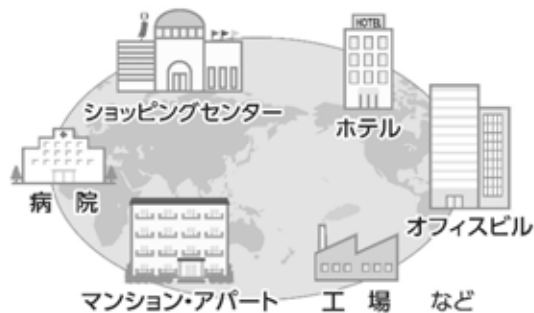 HOTEL
ショッピングセンター
ホテル
病 院
オフィスビル
マンション・アパート
工 場 など